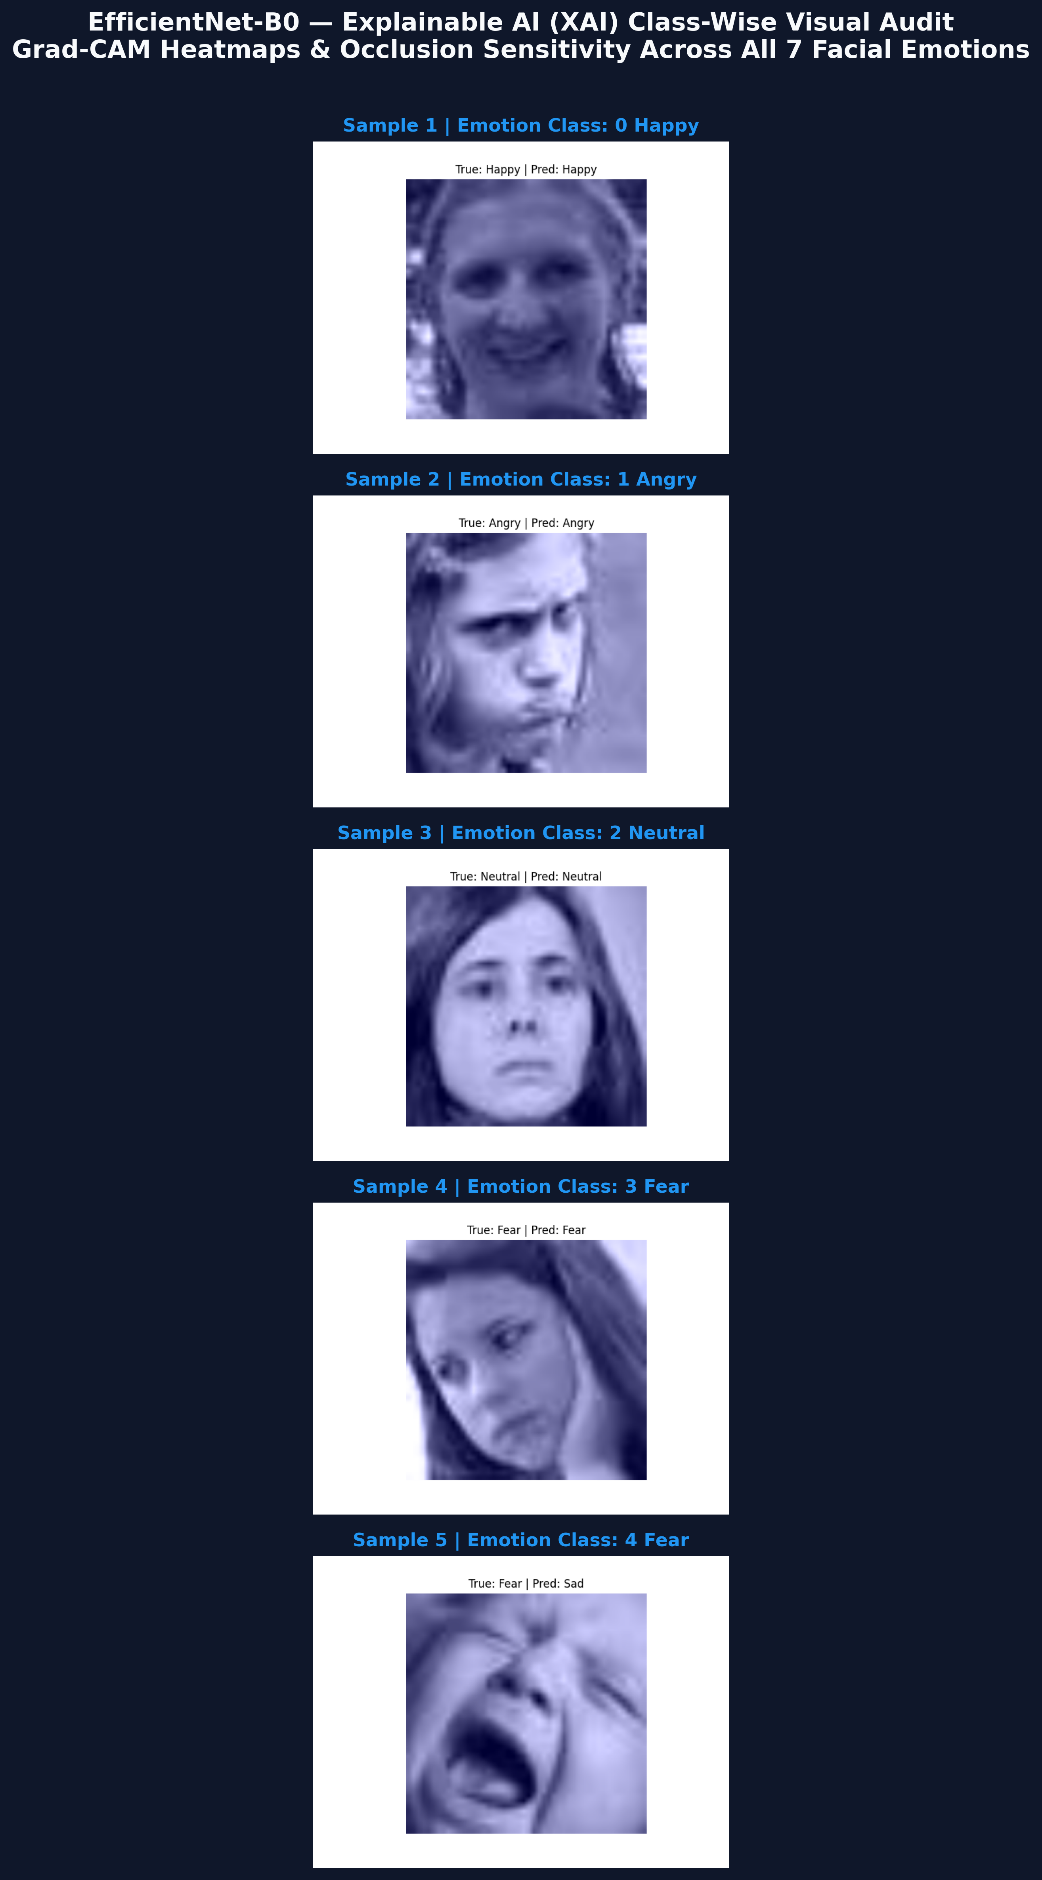 EfficientNet-B0 — Explainable AI (XAI) Class-Wise Visual Audit
Grad-CAM Heatmaps & Occlusion Sensitivity Across All 7 Facial Emotions
Sample 1 | Emotion Class: 0 Happy
True: Happy | Pred: Happy
Sample 2 | Emotion Class: 1 Angry
True: Angry | Pred: Angry
Sample 3 | Emotion Class: 2 Neutral
True: Neutral | Pred: Neutral
Sample 4 | Emotion Class: 3 Fear
True: Fear | Pred: Fear
Sample 5 | Emotion Class: 4 Fear
True: Fear | Pred: Sad